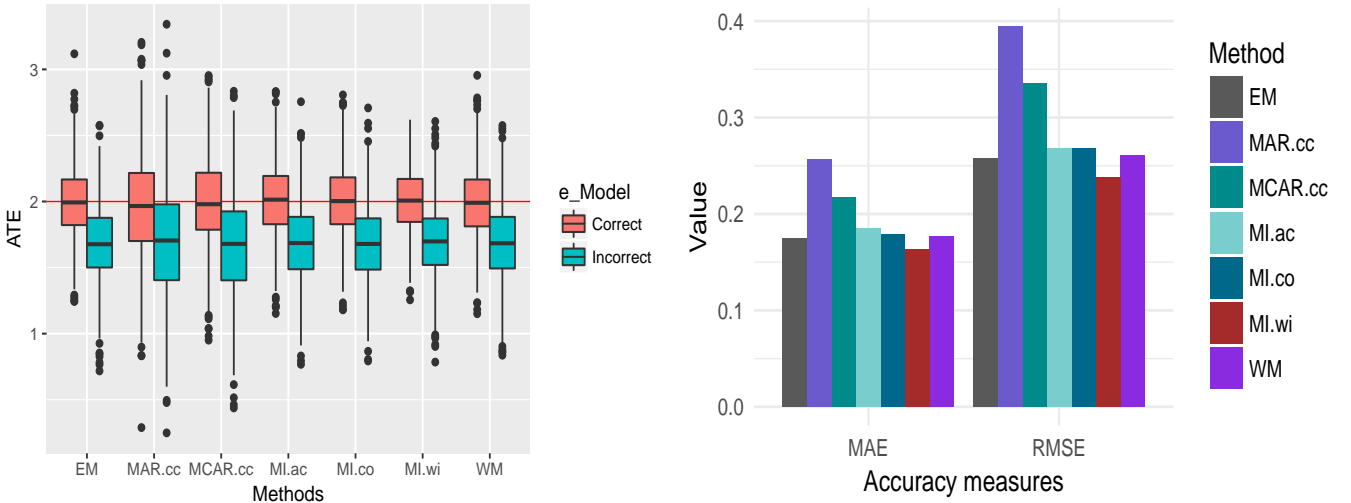 3
2
1
ATE
EM MAR.cc MCAR.cc MI.ac MI.co MI.wi WM
Methods
e_Model
Correct
Incorrect
0.4
0.3
0.2
0.1
0.0
Value
MAE RMSE
Accuracy measures
Method
EM
MAR.cc
MCAR.cc
MI.ac
MI.co
MI.wi
WM